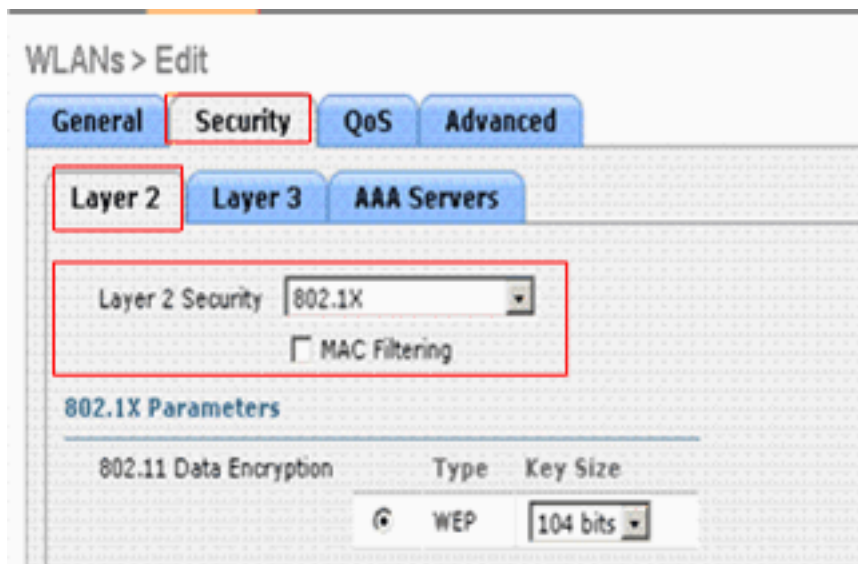 WLANs > Edit
General Security QoS Advanced
Layer 2 Layer 3 AAA Servers
Layer 2 Security 802.1X
MAC Filtering
802.1X Parameters
802.11 Data Encryption Type Key Size
WEP 104 bits